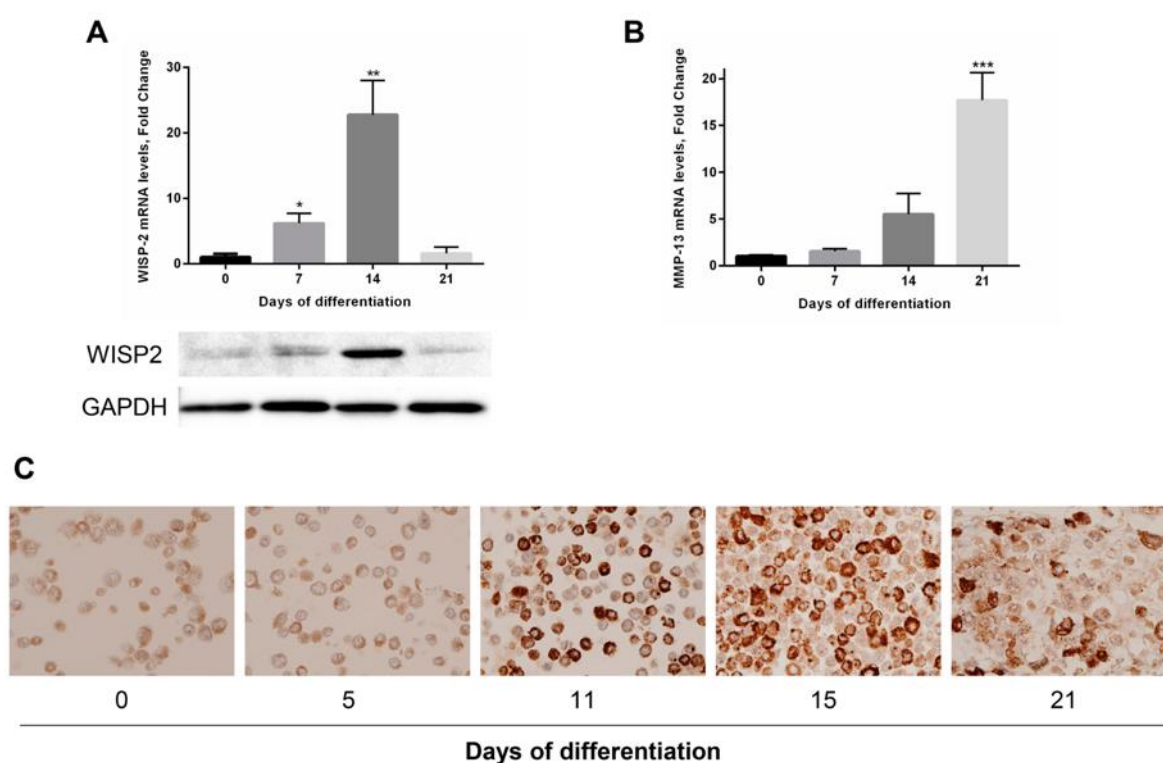 A
WISP-2 mRNA levels, Fold Change
30
20
10
0
*
**
0 7 14 21
Days of differentiation
B
MMP-13 mRNA levels, Fold Change
20
15
10
5
0
***
0 7 14 21
Days of differentiation
WISP2
GAPDH
C
0 5 11 15 21
Days of differentiation